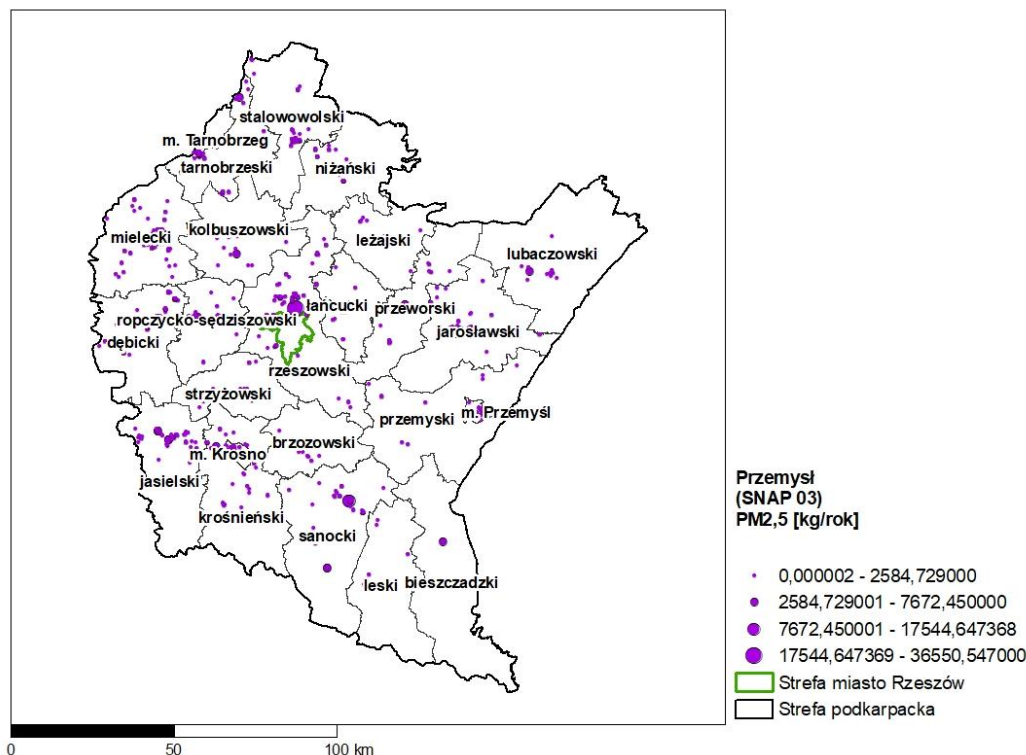 stalowowolski
m. Tarnobrzeg
tarnobrzeski
niżański
kolbuszowski
mielecki
leżajski
lubaczowski
łańcucki
przeworski
ropczycko-sędziszowski
jarosławski
dębicki
rzeszowski
strzyżowski
m. Przemyśl
przemyski
brzozowski
m. Krosno
jasielski
krośnieński
sanocki
leski
bieszczadzki
Przemysł
(SNAP 03)
PM2,5 [kg/rok]
0,000002 - 2584,729000
2584,729001 - 7672,450000
7672,450001 - 17544,647368
17544,647369 - 36550,547000
Strefa miasto Rzeszów
Strefa podkarpacka
0 50 100 km